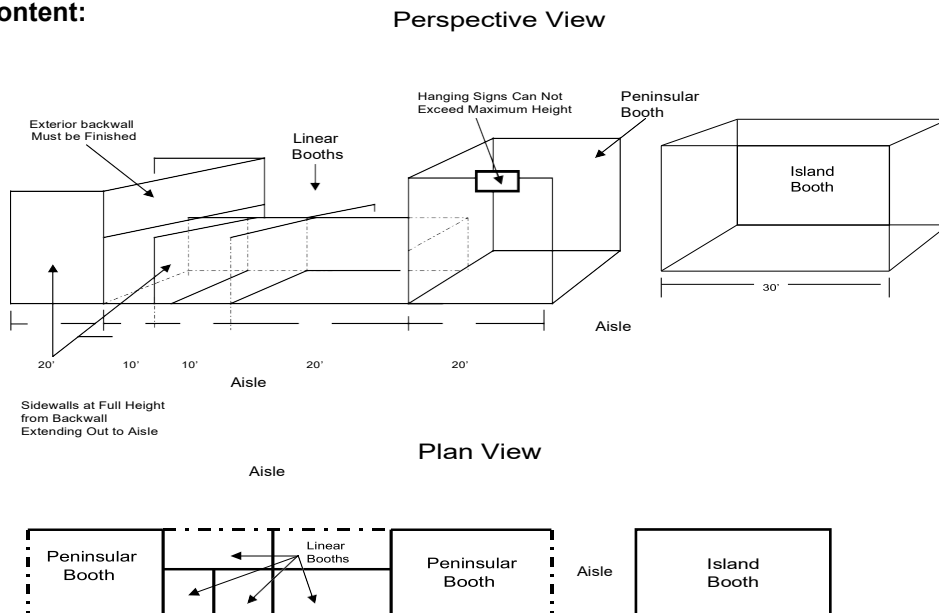 ontent:
Perspective View
Exterior backwall
Must be Finished
Linear
Booths
Hanging Signs Can Not
Exceed Maximum Height
Peninsular
Booth
Island
Booth
30'
Aisle
20'
10'
10'
20'
20'
Aisle
Sidewalls at Full Height
from Backwall
Extending Out to Aisle
Plan View
Aisle
Peninsular
Booth
Linear
Booths
Peninsular
Booth
Aisle
Island
Booth